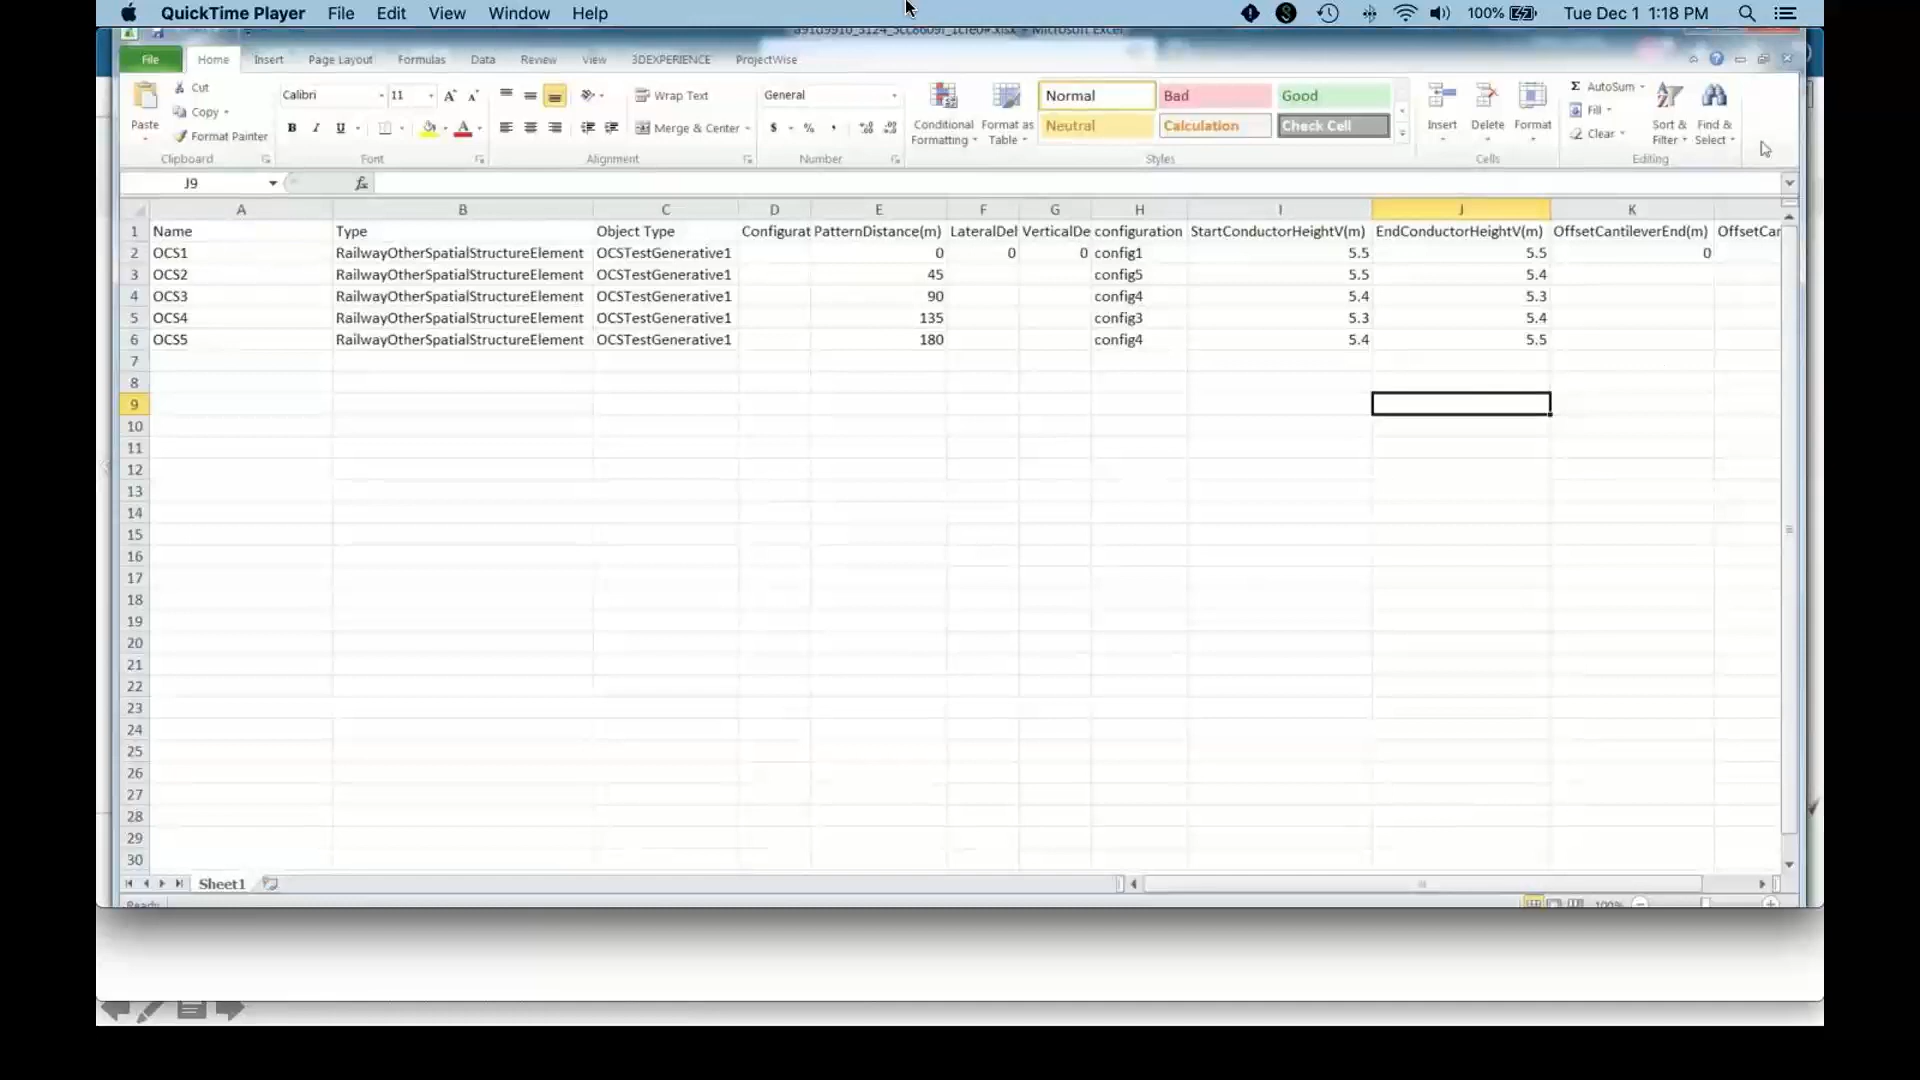 QuickTime Player File Edit View Window Help 100% Tue Dec 1 1:18 PM
Microsoft Excel
File Home Insert Page Layout Formulas Data Review View 3DEXPERIENCE ProjectWise
Cut
Copy
Format Painter
Paste
Clipboard
Calibri 11
B I U A
Font
Wrap Text
Merge & Center
Alignment
General
$ % ,
Number
Conditional Formatting
Format as Table
Normal Bad Good
Neutral Calculation Check Cell
Styles
Insert Delete Format
Cells
Σ AutoSum
Fill
Clear
Sort & Filter
Find & Select
Editing
J9 fx
A B C D E F G H I J K
1 Name Type Object Type Configurat PatternDistance(m) LateralDel VerticalDe configuration StartConductorHeightV(m) EndConductorHeightV(m) OffsetCantileverEnd(m) OffsetCar
2 OCS1 RailwayOtherSpatialStructureElement OCSTestGenerative1 0 0 0 config1 5.5 5.5 0
3 OCS2 RailwayOtherSpatialStructureElement OCSTestGenerative1 45 config5 5.5 5.4
4 OCS3 RailwayOtherSpatialStructureElement OCSTestGenerative1 90 config4 5.4 5.3
5 OCS4 RailwayOtherSpatialStructureElement OCSTestGenerative1 135 config3 5.3 5.4
6 OCS5 RailwayOtherSpatialStructureElement OCSTestGenerative1 180 config4 5.4 5.5
7
8
9
10
11
12
13
14
15
16
17
18
19
20
21
22
23
24
25
26
27
28
29
30
Sheet1
Ready 100%